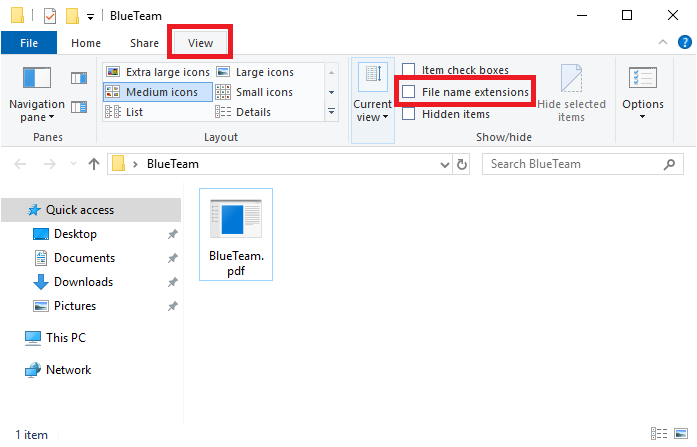 BlueTeam
File Home Share View
Navigation pane
Extra large icons Large icons
Medium icons Small icons
List Details
Current view
Item check boxes
File name extensions
Hidden items
Hide selected items
Options
Panes Layout Show/hide
BlueTeam
Search BlueTeam
Quick access
Desktop
Documents
Downloads
Pictures
This PC
Network
BlueTeam.
pdf
1 item